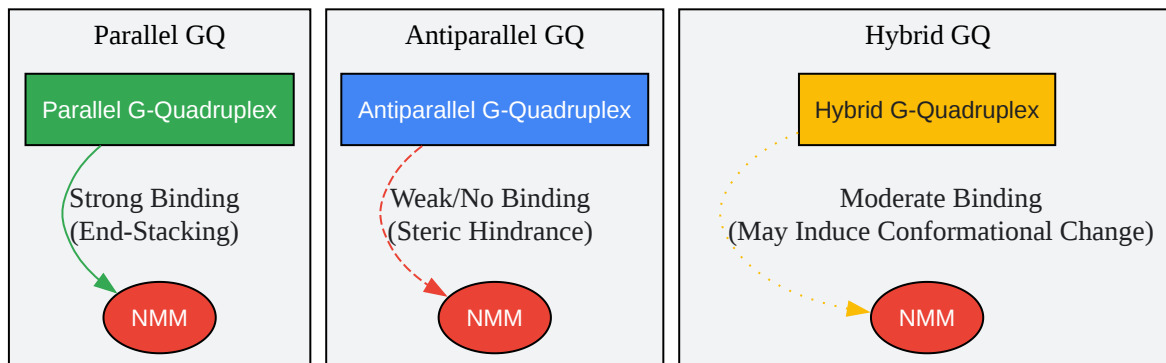 Parallel GQ
Parallel G-Quadruplex
Strong Binding
(End-Stacking)
NMM
Antiparallel GQ
Antiparallel G-Quadruplex
Weak/No Binding
(Steric Hindrance)
NMM
Hybrid GQ
Hybrid G-Quadruplex
Moderate Binding
(May Induce Conformational Change)
NMM